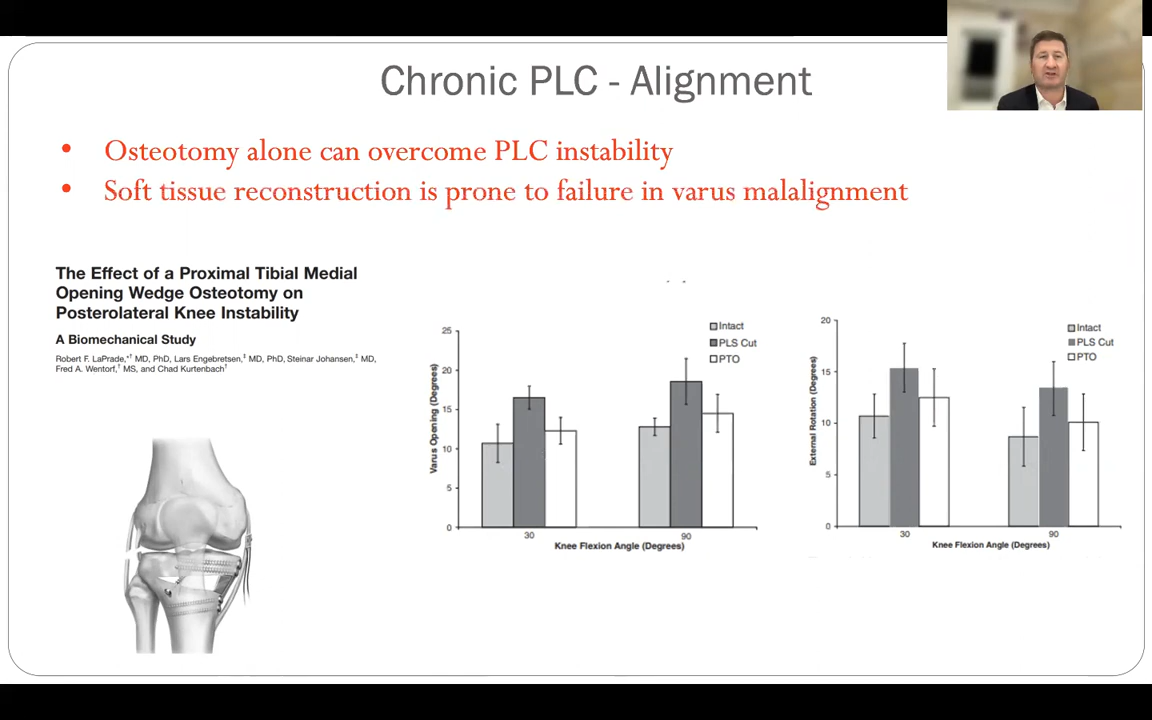 Chronic PLC - Alignment
• Osteotomy alone can overcome PLC instability
• Soft tissue reconstruction is prone to failure in varus malalignment
The Effect of a Proximal Tibial Medial
Opening Wedge Osteotomy on
Posterolateral Knee Instability
A Biomechanical Study
Robert F. LaPrade,*† MD, PhD, Lars Engebretsen,‡ MD, PhD, Steinar Johansen,‡ MD,
Fred A. Wentorf,† MS, and Chad Kurtenbach†
Varus Opening (Degrees)
25
20
15
10
5
0
Intact
PLS Cut
PTO
30
90
Knee Flexion Angle (Degrees)
External Rotation (Degrees)
20
15
10
5
0
Intact
PLS Cut
PTO
30
90
Knee Flexion Angle (Degrees)